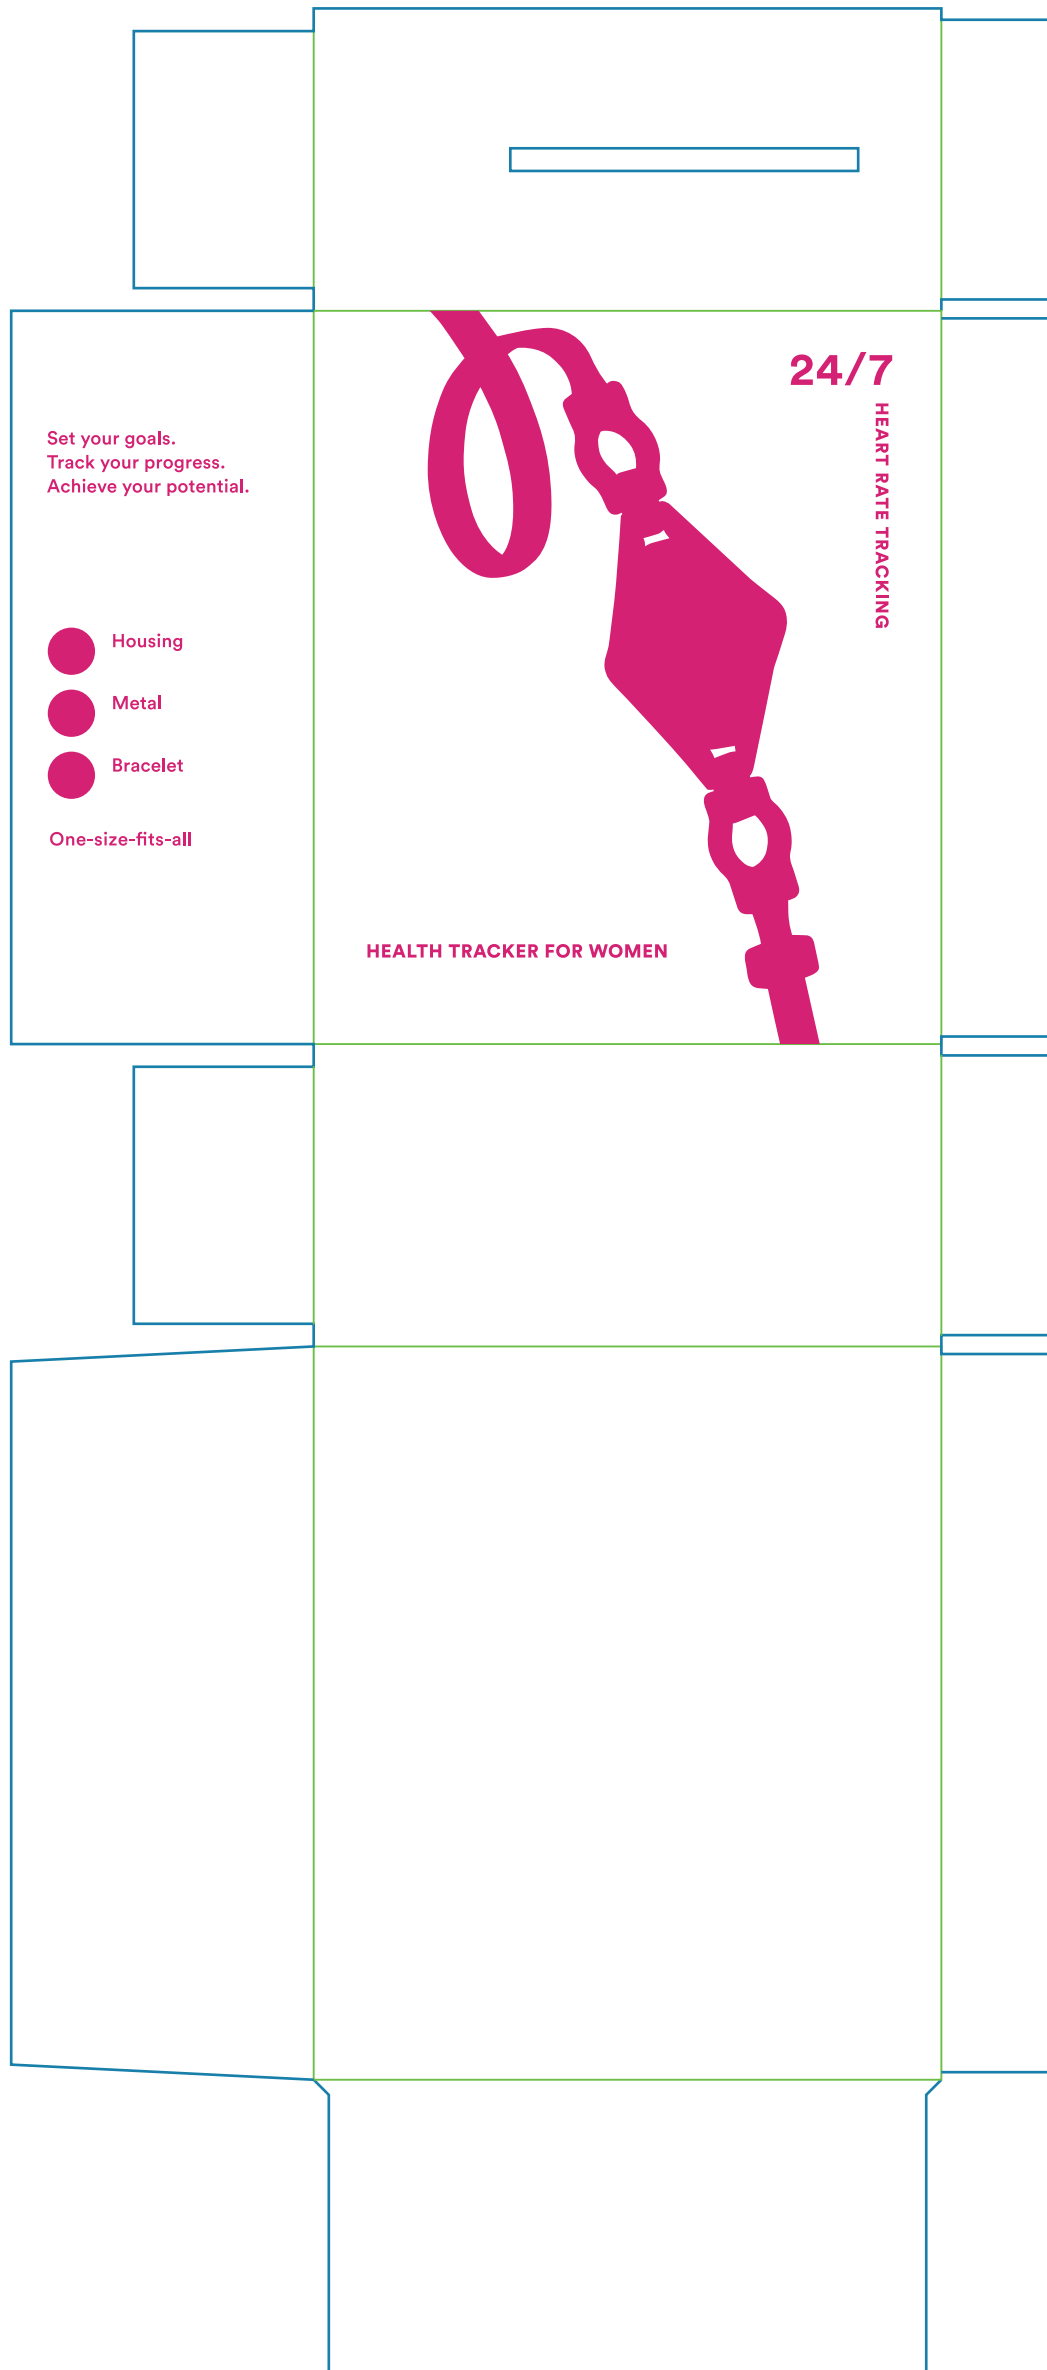 Set your goals.
Track your progress.
Achieve your potential.
Housing
Metal
Bracelet
One-size-fits-all
24/7
HEART RATE TRACKING
HEALTH TRACKER FOR WOMEN